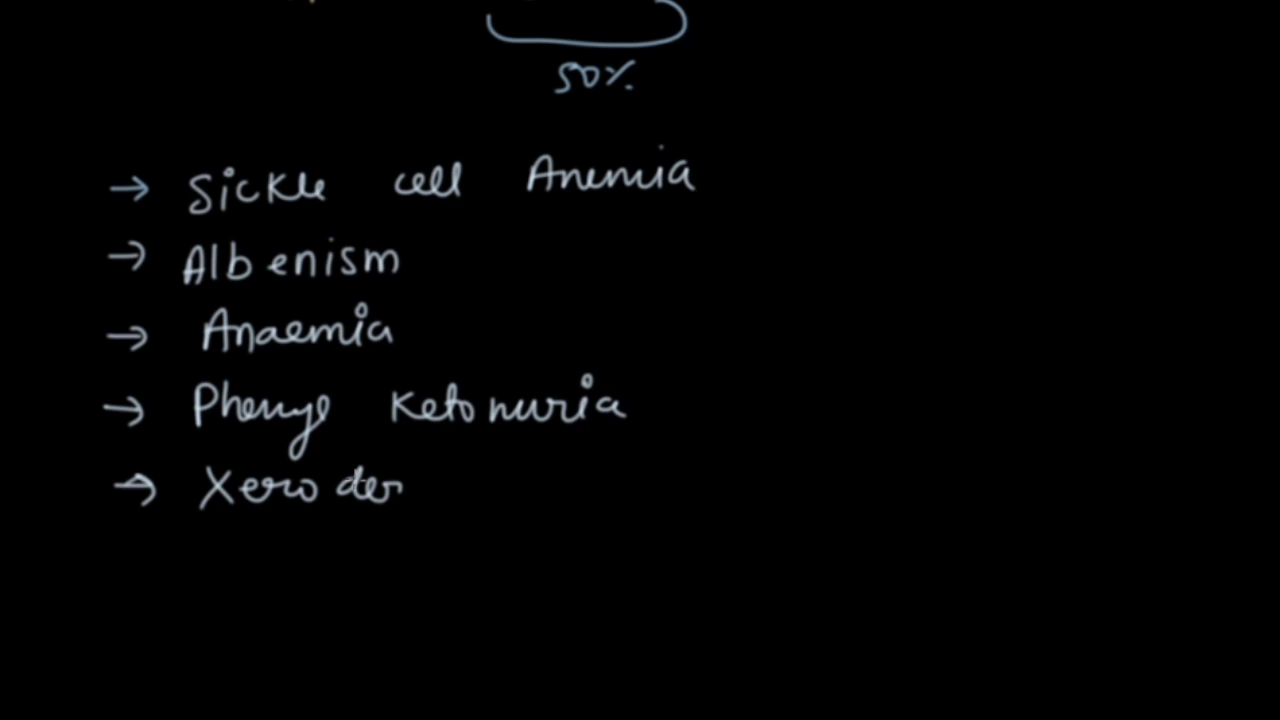 50%
→ Sickle cell Anemia
→ Albenism
→ Anaemia
→ Phenyl Ketonuria
→ Xeroder